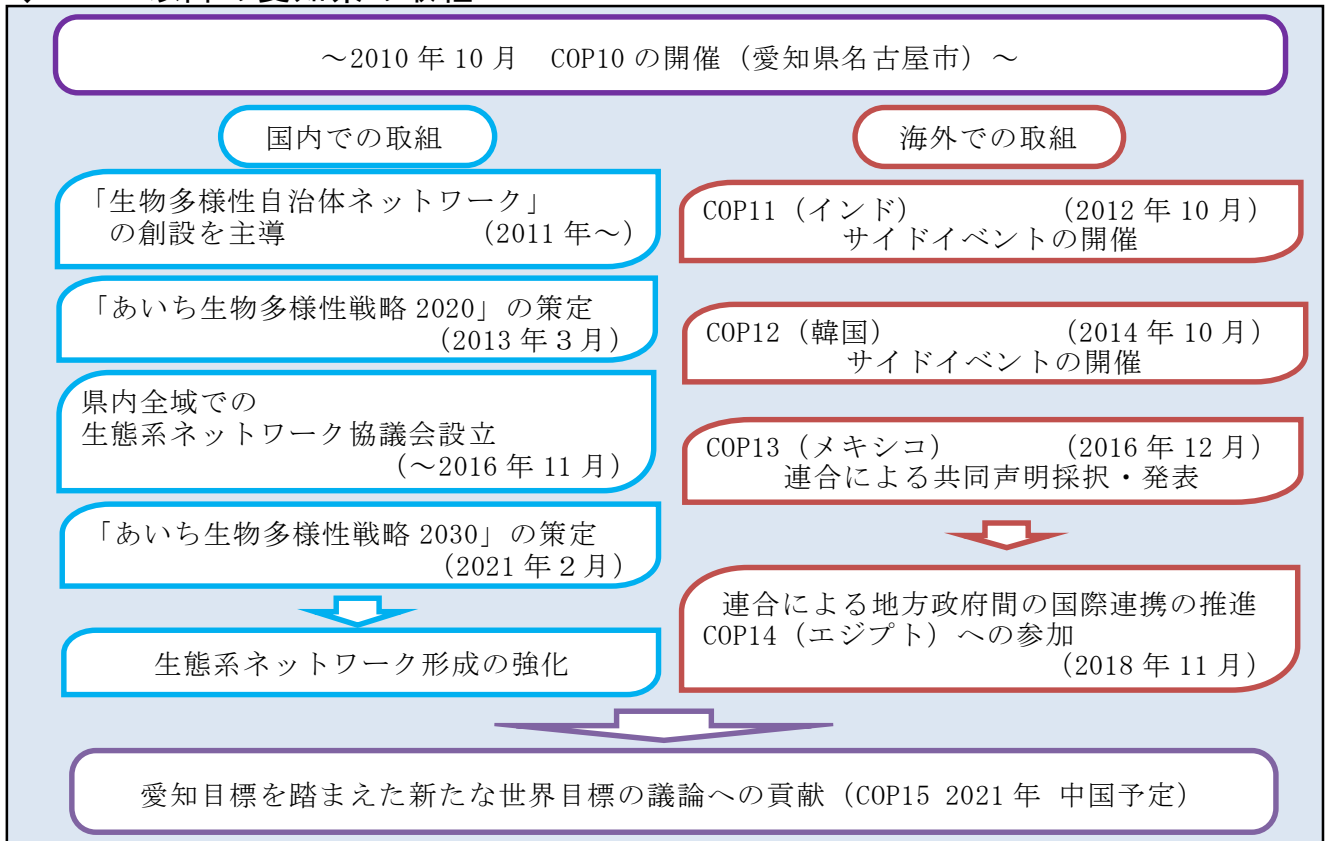 ~2010年10月 COP10の開催(愛知県名古屋市)~
国内での取組
「生物多様性自治体ネットワーク」
の創設を主導 (2011年~)
「あいち生物多様性戦略2020」の策定
(2013年3月)
県内全域での
生態系ネットワーク協議会設立
(~2016年11月)
「あいち生物多様性戦略2030」の策定
(2021年2月)
生態系ネットワーク形成の強化
海外での取組
COP11(インド) (2012年10月)
サイドイベントの開催
COP12(韓国) (2014年10月)
サイドイベントの開催
COP13(メキシコ) (2016年12月)
連合による共同声明採択・発表
連合による地方政府間の国際連携の推進
COP14(エジプト)への参加
(2018年11月)
愛知目標を踏まえた新たな世界目標の議論への貢献(COP15 2021年 中国予定)